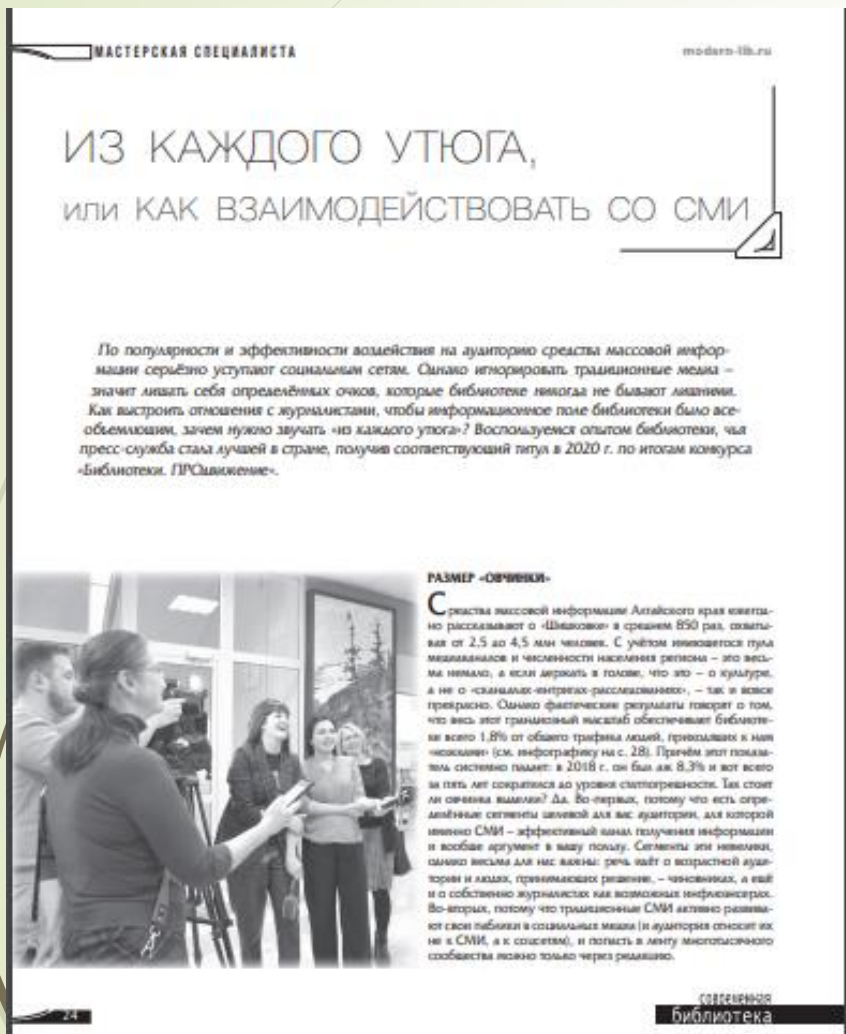 МАСТЕРСКАЯ СПЕЦИАЛИСТА
modern-lib.ru
ИЗ КАЖДОГО УТЮГА,
или КАК ВЗАИМОДЕЙСТВОВАТЬ СО СМИ
По популярности и эффективности воздействия на аудиторию средства массовой инфор-
мации серьёзно уступают социальным сетям. Однако игнорировать традиционные медиа –
значит лишать себя определённых очков, которые библиотеке никогда не бывают лишними.
Как выстроить отношения с журналистами, чтобы информационное поле библиотеки было все-
объемлющим, зачем нужно звучать «из каждого утюга»? Воспользуемся опытом библиотеки, чья
пресс-служба стала лучшей в стране, получив соответствующий титул в 2020 г. по итогам конкурса
«Библиотеки. ПРОдвижение».
РАЗМЕР «ОВЧИНКИ»
Средства массовой информации Алтайского края ежегод-
но рассказывают о «Шишковке» в среднем 850 раз, охваты-
вая от 2,5 до 4,5 млн человек. С учётом имеющегося пула
медиаканалов и численности населения региона – это весь-
ма немало, а если держать в голове, что это – о культуре,
а не о «скандалах-интригах-расследованиях», – так и вовсе
прекрасно. Однако фактические результаты говорят о том,
что весь этот грандиозный масштаб обеспечивает библиоте-
ке всего 1,8% от общего трафика людей, приходящих к нам
«ножками» (см. инфографику на с. 28). Причём этот показа-
тель системно падает: в 2018 г. он был аж 8,3% и вот всего
за пять лет сократился до уровня статпогрешности. Так стоит
ли овчинка выделки? Да. Во-первых, потому что есть опре-
делённые сегменты целевой для вас аудитории, для которой
именно СМИ – эффективный канал получения информации
и вообще аргумент в вашу пользу. Сегменты эти невелики,
однако весьма для нас важны: речь идёт о возрастной ауди-
тории и людях, принимающих решение, – чиновниках, а ещё
и о собственно журналистах как возможных инфлюенсерах.
Во-вторых, потому что традиционные СМИ активно развива-
ют свои паблики в социальных медиа (и аудитория относит их
не к СМИ, а к соцсетям), и попасть в ленту многотысячного
сообщества можно только через редакцию.
24
современная
библиотека